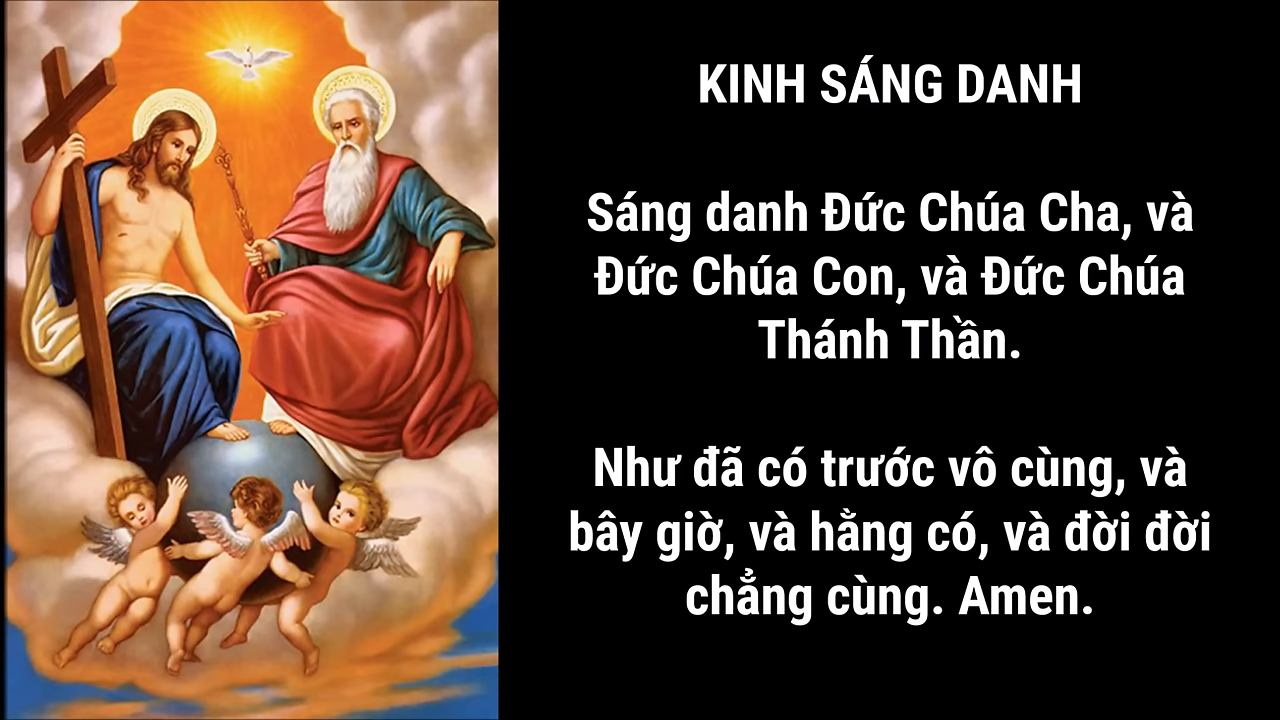 KINH SÁNG DANH
Sáng danh Đức Chúa Cha, và
Đức Chúa Con, và Đức Chúa
Thánh Thần.
Như đã có trước vô cùng, và
bây giờ, và hằng có, và đời đời
chẳng cùng. Amen.